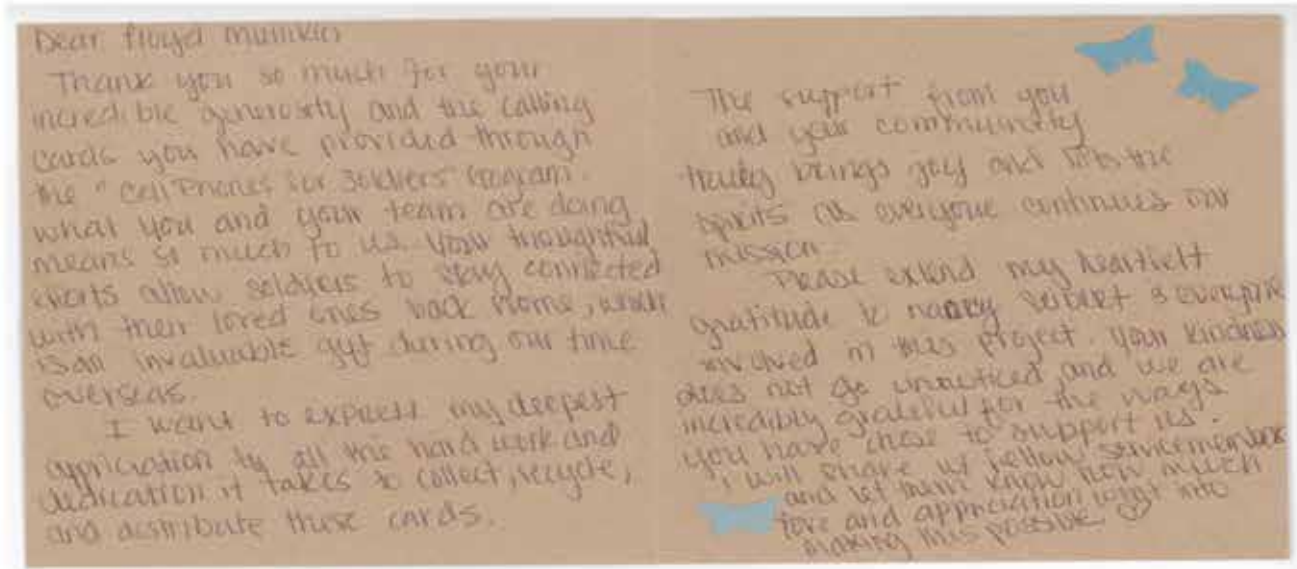 Dear Floyd
Thank you so much for your
incredible generosity and the calling
cards you have provided through
the "Cell Phones for Soldiers" Program.
what you and your team are doing
means so much to us. Your thoughtful
efforts allow soldiers to stay connected
with their loved ones back home, which
is an invaluable gift during our time
overseas.
I want to express my deepest
appriciation for all the hard work and
dedication it takes to collect, recycle,
and distribute these cards.
The support from you
and your community
truly brings joy and lifts the
spirits as everyone continues our
mission.
Please extend my heartfelt
gratitude to nancy & everyone
involved in this project. Your kindness
does not go unnoticed, and we are
incredibly grateful for the ways
you have chose to support us.
I will share w/ fellow servicemembers
and let them know how much
love and appriciation went into
making this possible